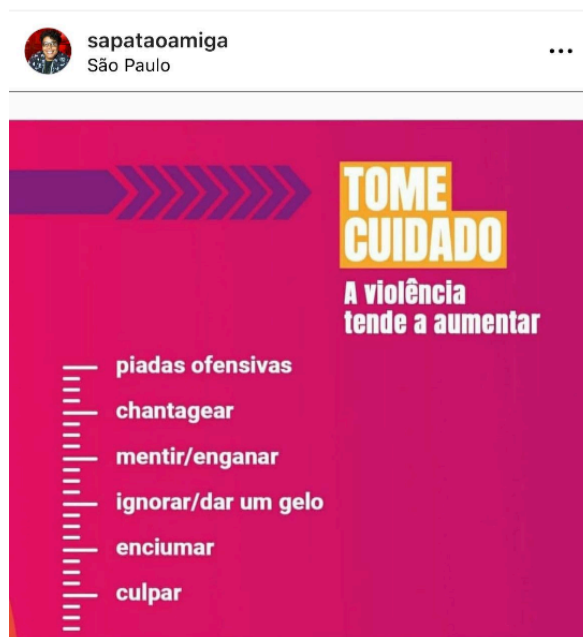 sapataoamiga
São Paulo
TOME
CUIDADO
A violência
tende a aumentar
piadas ofensivas
chantagear
mentir/enganar
ignorar/dar um gelo
enciumar
culpar